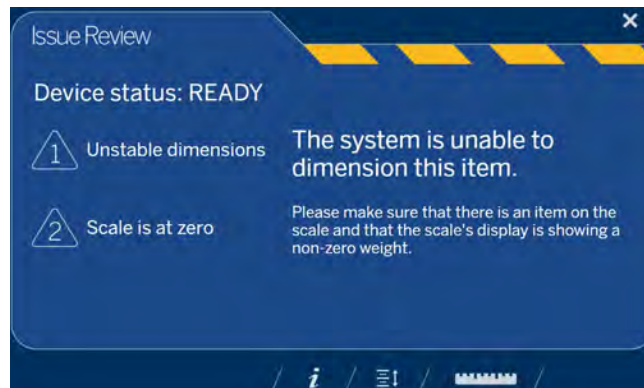 Issue Review
Device status: READY
1 Unstable dimensions
2 Scale is at zero
The system is unable to
dimension this item.
Please make sure that there is an item on the
scale and that the scale's display is showing a
non-zero weight.
i